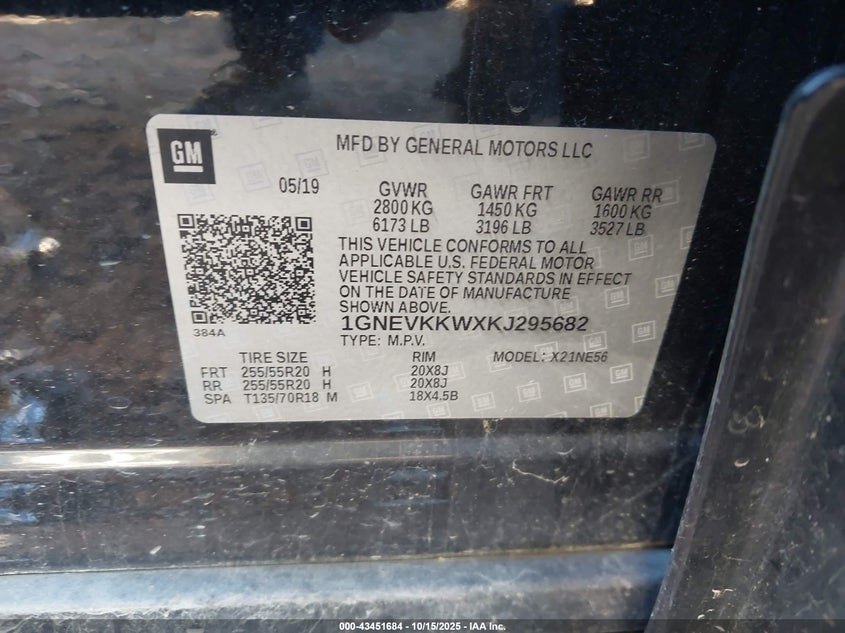 GM
MFD BY GENERAL MOTORS LLC
05/19 GVWR GAWR FRT GAWR RR
2800 KG 1450 KG 1600 KG
6173 LB 3196 LB 3527 LB
THIS VEHICLE CONFORMS TO ALL
APPLICABLE U.S. FEDERAL MOTOR
VEHICLE SAFETY STANDARDS IN EFFECT
ON THE DATE OF MANUFACTURE
SHOWN ABOVE.
384A
1GNEVKKWXKJ295682
TYPE: M.P.V.
TIRE SIZE RIM MODEL: X21NE56
FRT 255/55R20 H 20X8J
RR 255/55R20 H 20X8J
SPA T135/70R18 M 18X4.5B
000-43451684 - 10/15/2025 - IAA Inc.